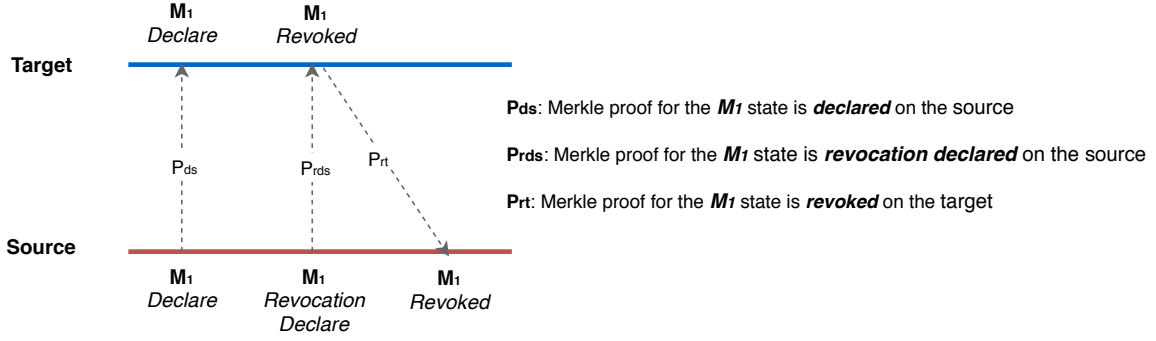 M1 M1
Declare Revoked
Target
Pds: Merkle proof for the M1 state is declared on the source
Pds Prds Prt
Prds: Merkle proof for the M1 state is revocation declared on the source
Prt: Merkle proof for the M1 state is revoked on the target
Source
M1 M1 M1
Declare Revocation Revoked
Declare